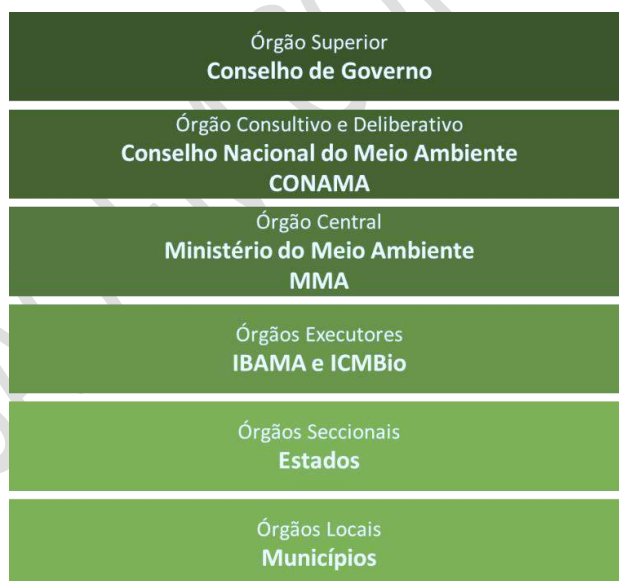 Órgão Superior
Conselho de Governo
Órgão Consultivo e Deliberativo
Conselho Nacional do Meio Ambiente
CONAMA
Órgão Central
Ministério do Meio Ambiente
MMA
Órgãos Executores
IBAMA e ICMBio
Órgãos Seccionais
Estados
Órgãos Locais
Municípios